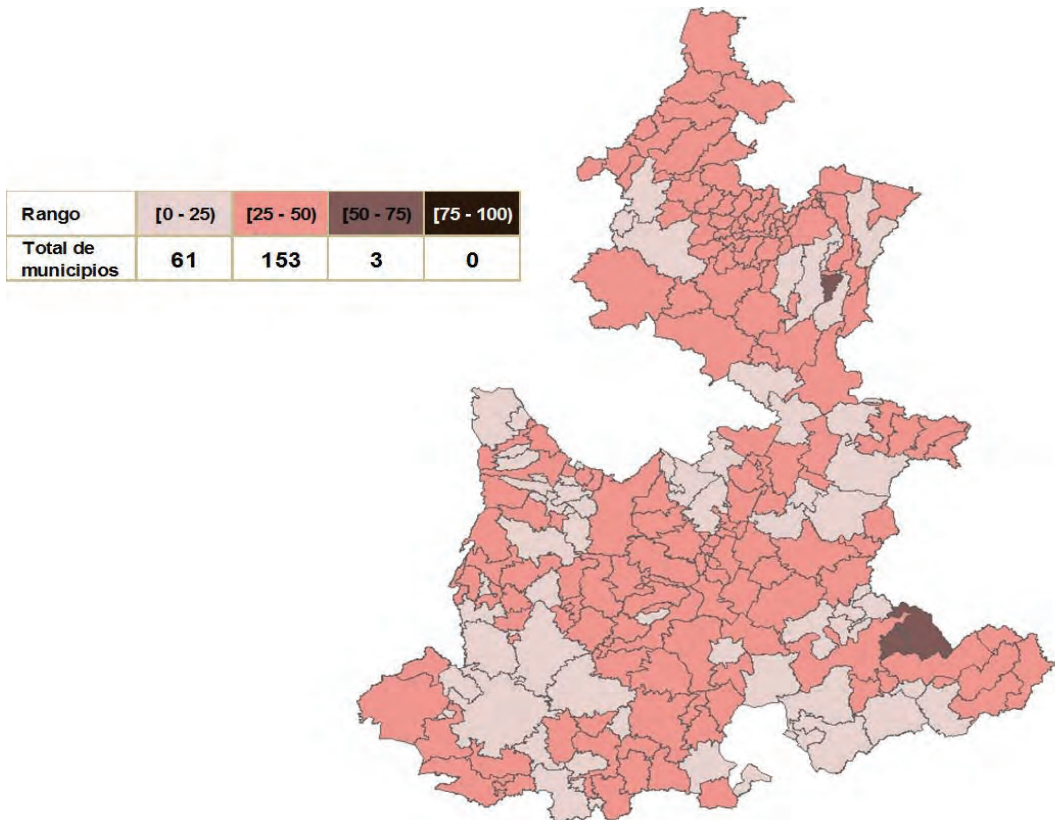 Rango [0 - 25) [25 - 50) [50 - 75) [75 - 100)
Total de municipios 61 153 3 0